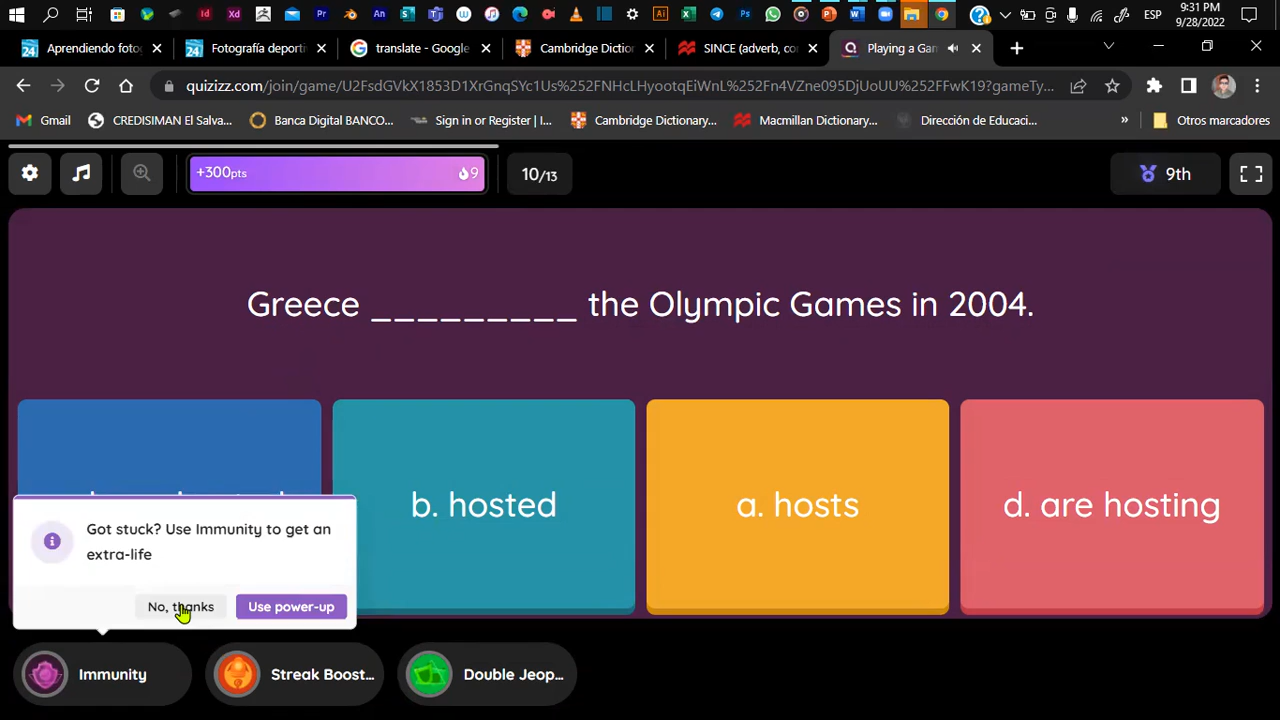 9:31 PM
ESP
9/28/2022
Aprendiendo fotog
Fotografía deporti
translate - Google
Cambridge Dictior
SINCE (adverb, co
Playing a Gan
quizizz.com/join/game/U2FsdGVkX1853D1XrGnqSYc1Us%252FNHcLHyootqEiWnL%252Fn4VZne095DjUoUU%252FfwK19?gameTy...
Gmail
CREDISIMAN El Salva...
Banca Digital BANCO...
Sign in or Register | I...
Cambridge Dictionary...
Macmillan Dictionary...
Dirección de Educaci...
»
Otros marcadores
+300pts
9
10/13
9th
Greece _________ the Olympic Games in 2004.
b. hosted
a. hosts
d. are hosting
Got stuck? Use Immunity to get an
extra-life
No, thanks
Use power-up
Immunity
Streak Boost...
Double Jeop...